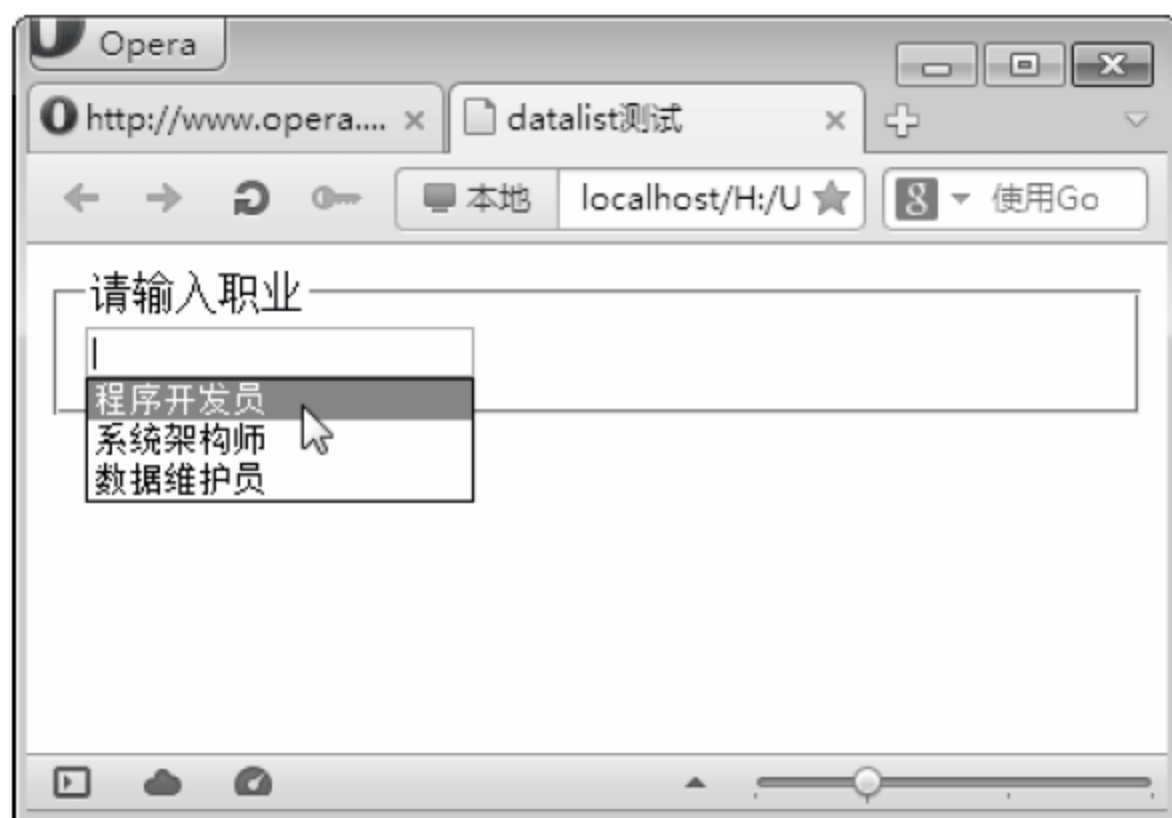 Opera
http://www.opera.... datalist测试
本地 localhost/H:/U 8 使用Go
请输入职业
程序开发员
系统架构师
数据维护员